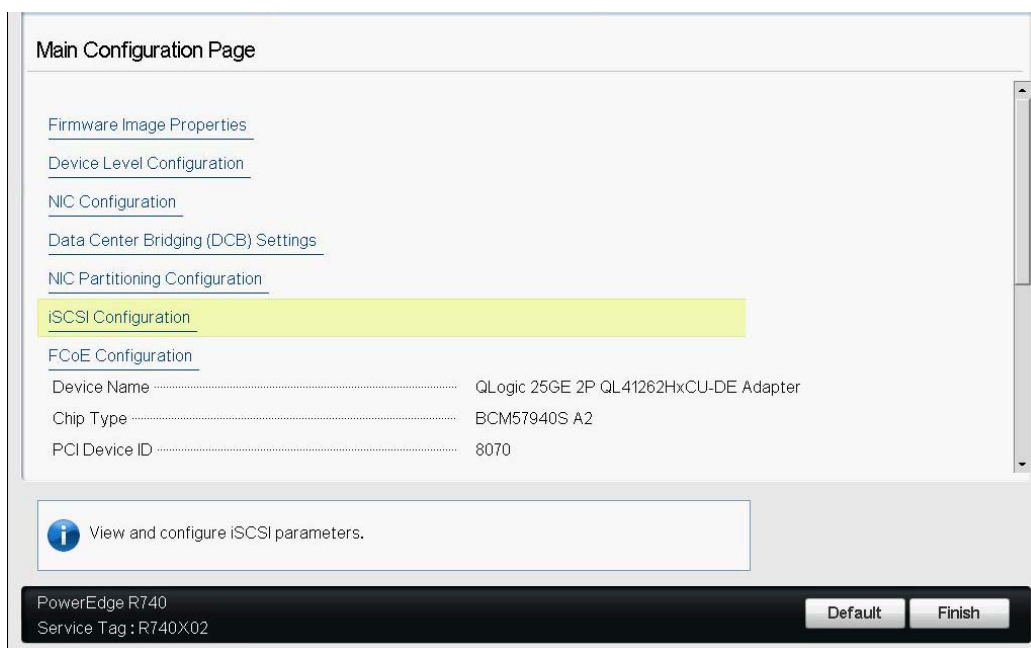 Main Configuration Page
Firmware Image Properties
Device Level Configuration
NIC Configuration
Data Center Bridging (DCB) Settings
NIC Partitioning Configuration
iSCSI Configuration
FCoE Configuration
Device Name QLogic 25GE 2P QL41262HxCU-DE Adapter
Chip Type BCM57940S A2
PCI Device ID 8070
View and configure iSCSI parameters.
PowerEdge R740
Service Tag : R740X02
Default Finish